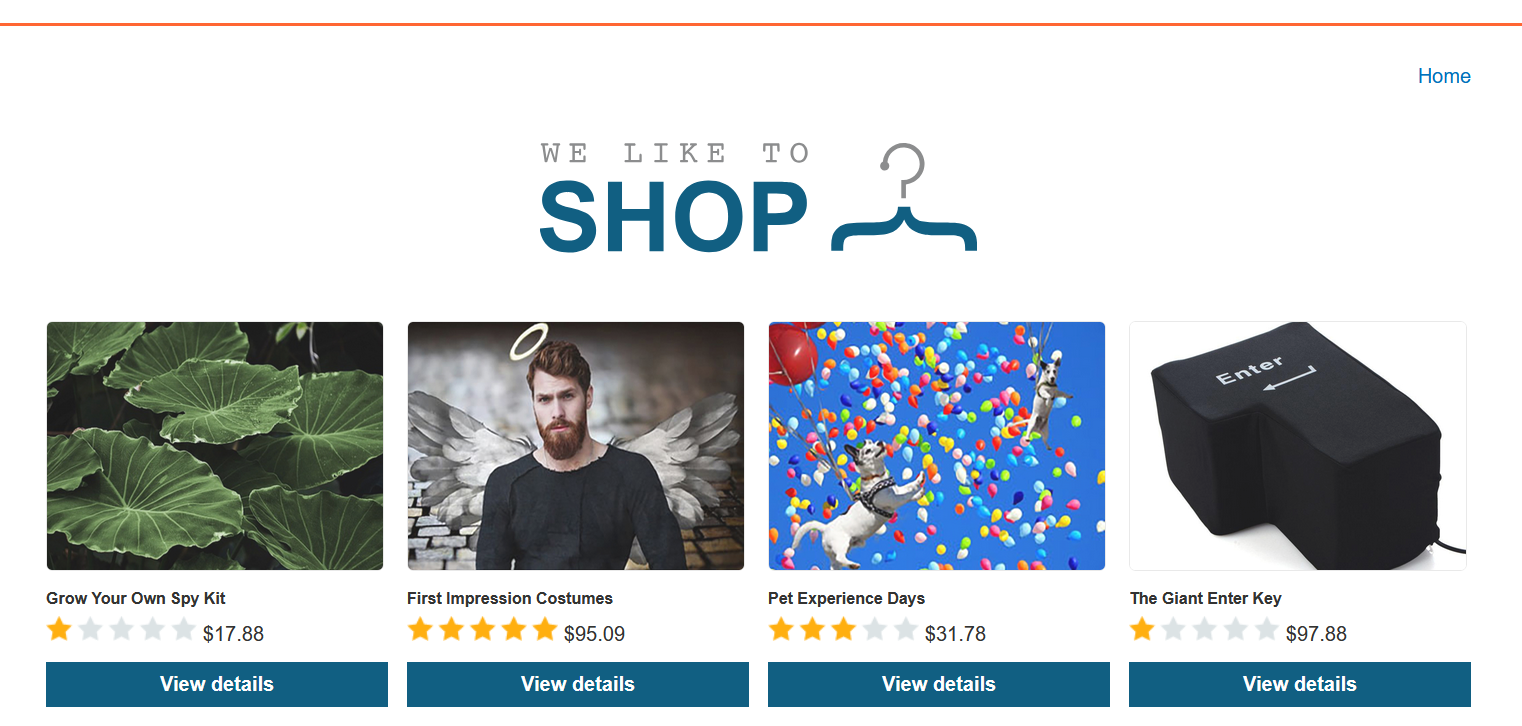 Home
WE LIKE TO
SHOP
Enter
Grow Your Own Spy Kit
First Impression Costumes
Pet Experience Days
The Giant Enter Key
$17.88
$95.09
$31.78
$97.88
View details
View details
View details
View details